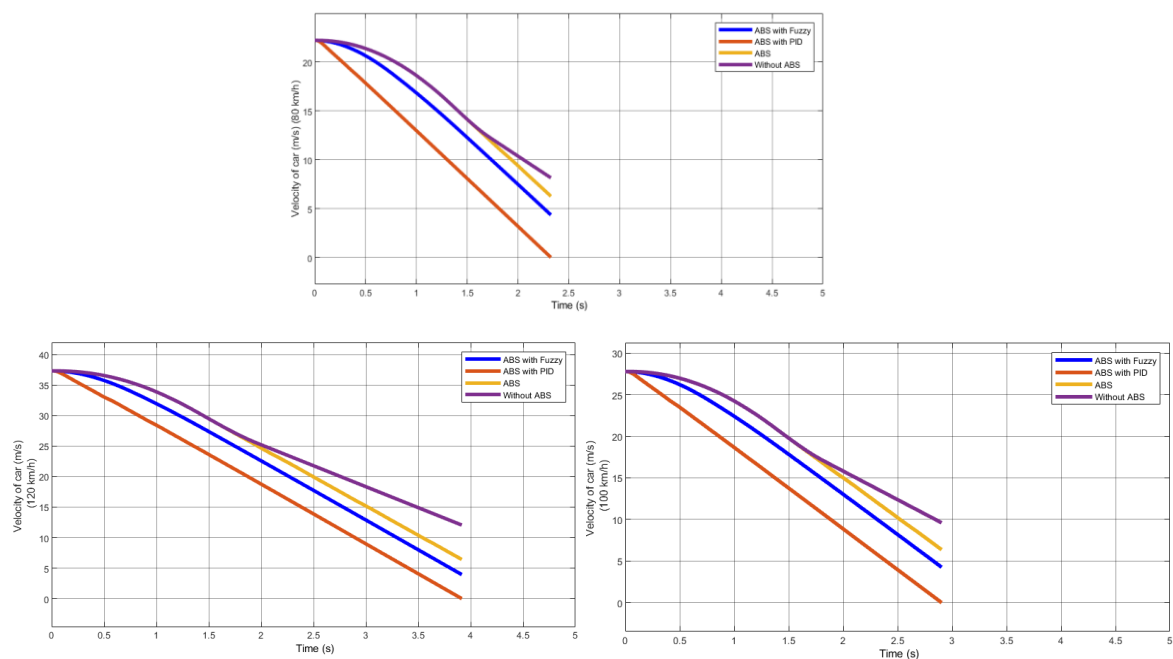 ABS with Fuzzy
ABS with PID
ABS
Without ABS
Velocity of car (m/s) (80 km/h)
20
15
10
5
0
0 0.5 1 1.5 2 2.5 3 3.5 4 4.5 5
Time (s)
ABS with Fuzzy
ABS with PID
ABS
Without ABS
Velocity of car (m/s)
(120 km/h)
40
35
30
25
20
15
10
5
0
0 0.5 1 1.5 2 2.5 3 3.5 4 4.5 5
Time (s)
ABS with Fuzzy
ABS with PID
ABS
Without ABS
Velocity of car (m/s)
(100 km/h)
30
25
20
15
10
5
0
0 0.5 1 1.5 2 2.5 3 3.5 4 4.5 5
Time (s)